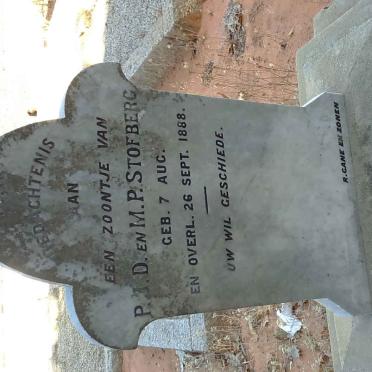 GEDACHTENIS
AAN
EEN ZOONTJE VAN
P. J. D. EN M. P. STOFBERG
GEB. 7 AUG.
EN OVERL. 26 SEPT. 1888.
UW WIL GESCHIEDE.
R. CANE EN ZONEN